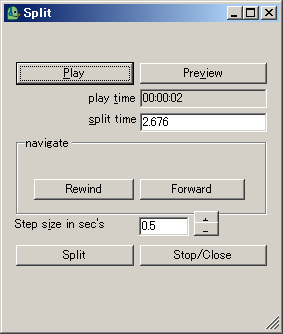 Split
Play Preview
play time 00:00:02
split time 2.676
navigate
Rewind Forward
Step size in sec's 0.5 + -
Split Stop/Close